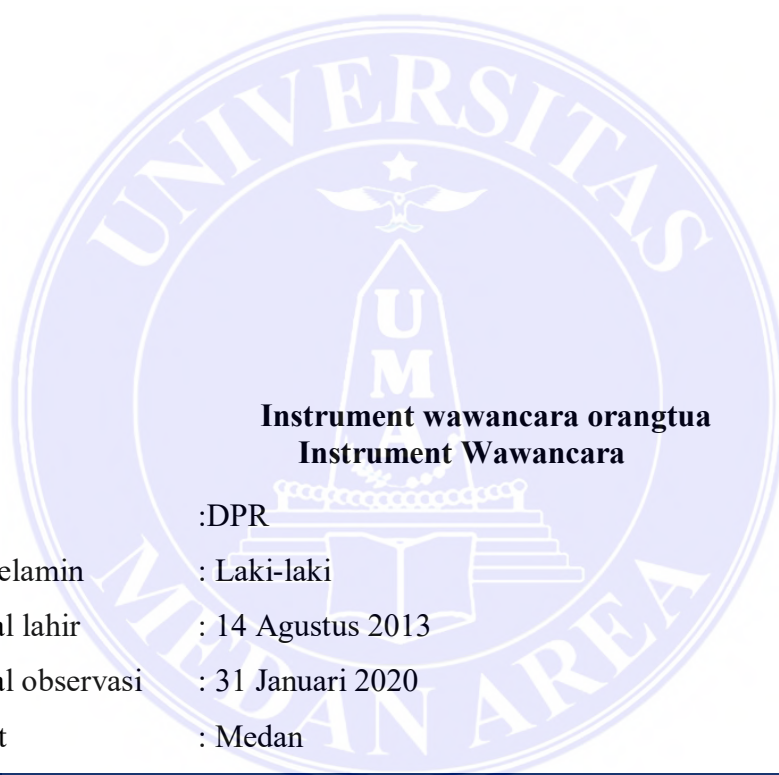 UNIVERSITAS
UMA
Instrument wawancara orangtua
Instrument Wawancara
:DPR
elamin : Laki-laki
al lahir : 14 Agustus 2013
al observasi : 31 Januari 2020
t : Medan
MEDAN AREA